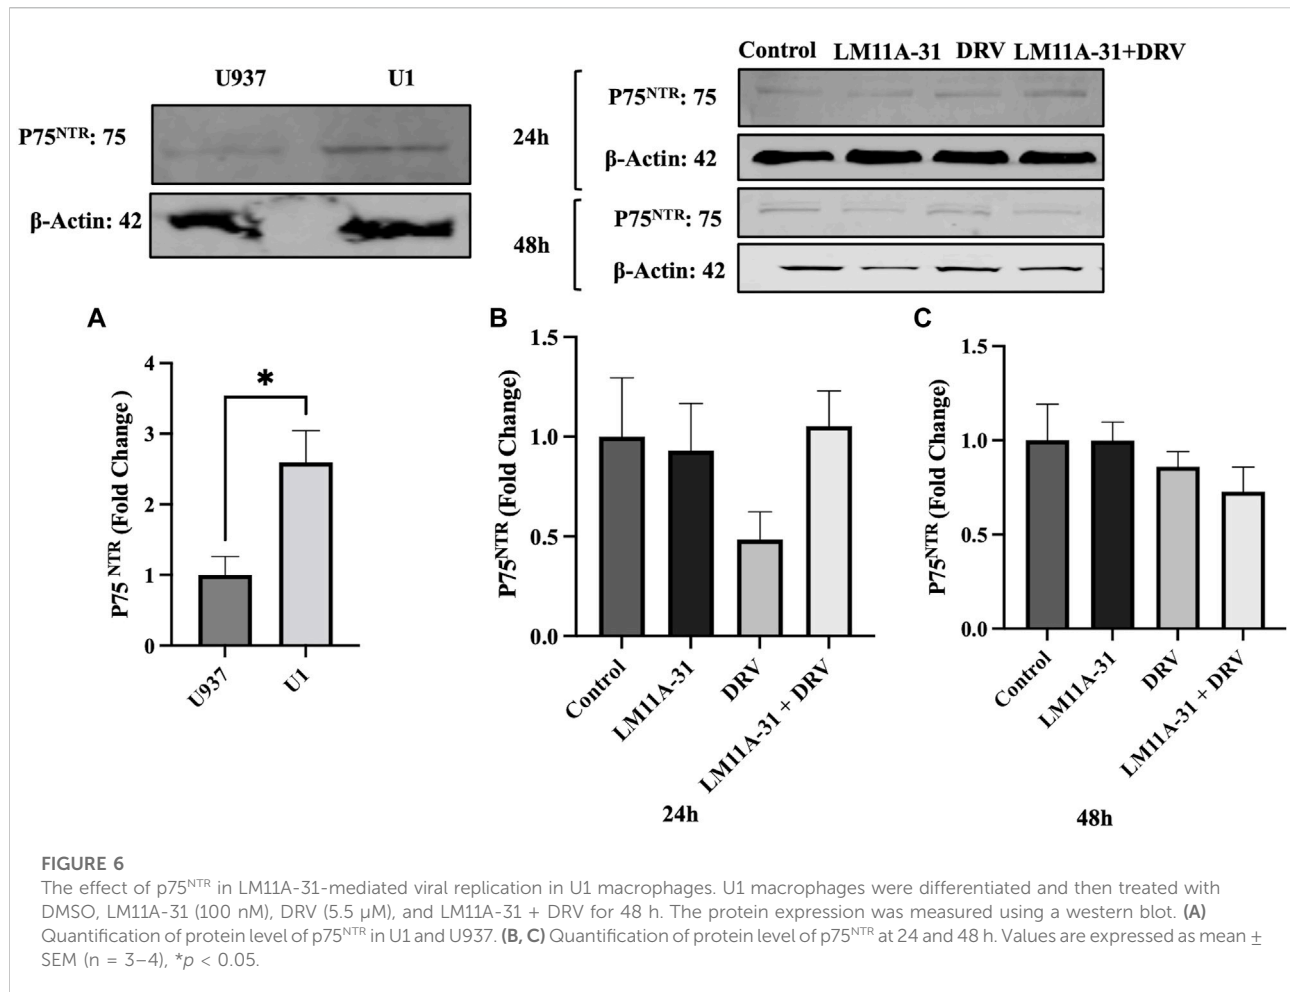 U937 U1
P75NTR: 75
β-Actin: 42
Control LM11A-31 DRV LM11A-31+DRV
24h
P75NTR: 75
β-Actin: 42
48h
P75NTR: 75
β-Actin: 42
A
P75 NTR (Fold Change )
4
3
2
1
0
*
U937
U1
B
P75NTR (Fold Change)
1.5
1.0
0.5
0.0
Control
LM11A-31
DRV
LM11A-31 + DRV
24h
C
P75NTR (Fold Change)
1.5
1.0
0.5
0.0
Control
LM11A-31
DRV
LM11A-31 + DRV
48h
FIGURE 6
The effect of p75NTR in LM11A-31-mediated viral replication in U1 macrophages. U1 macrophages were differentiated and then treated with
DMSO, LM11A-31 (100 nM), DRV (5.5 μM), and LM11A-31 + DRV for 48 h. The protein expression was measured using a western blot. (A)
Quantification of protein level of p75NTR in U1 and U937. (B, C) Quantification of protein level of p75NTR at 24 and 48 h. Values are expressed as mean ±
SEM (n = 3–4), *p < 0.05.